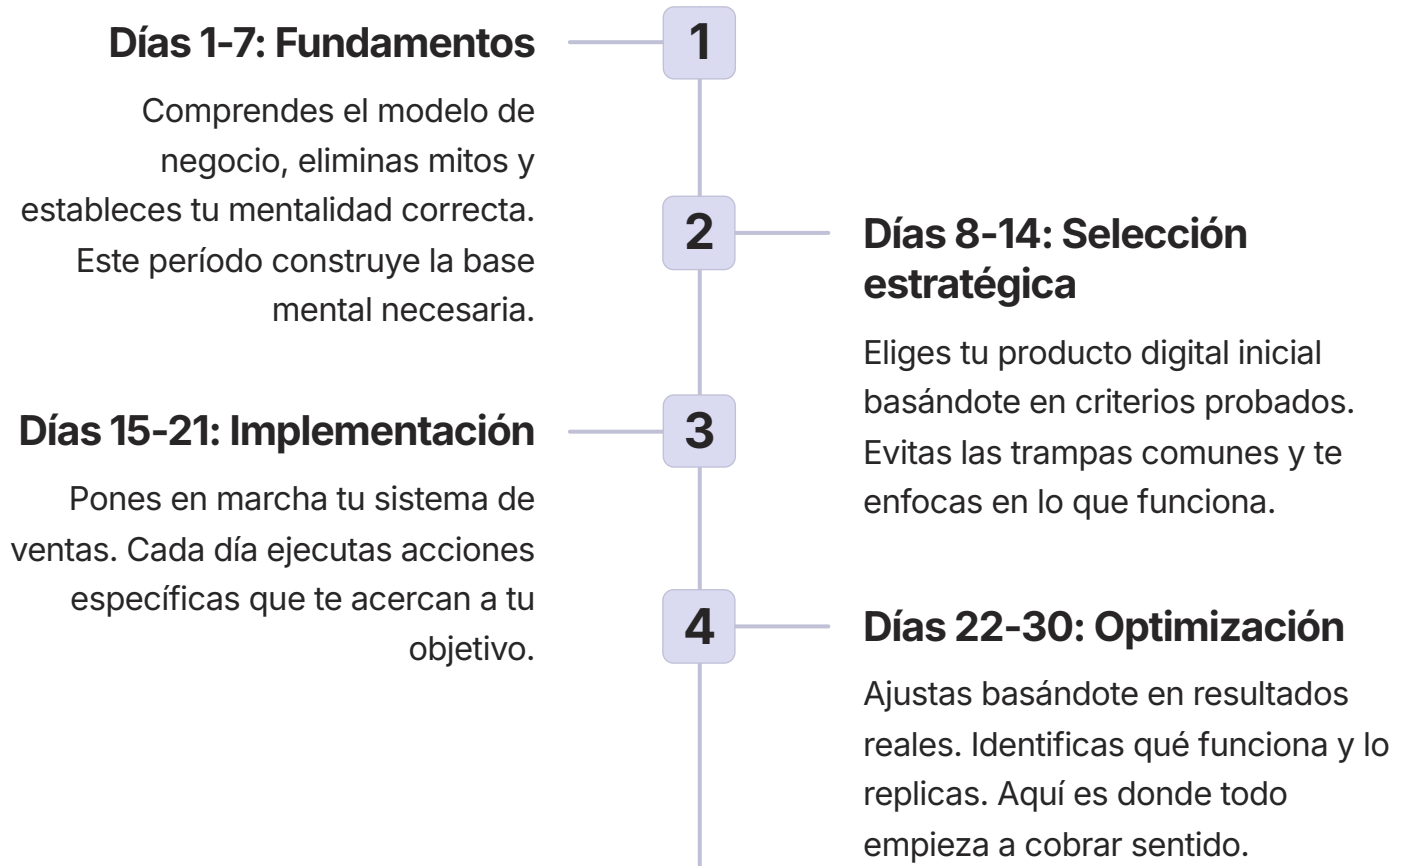 Días 1-7: Fundamentos
1
Comprendes el modelo de
negocio, eliminas mitos y
estableces tu mentalidad correcta.
Este período construye la base
mental necesaria.
2
Días 8-14: Selección
estratégica
Eliges tu producto digital inicial
basándote en criterios probados.
Evitas las trampas comunes y te
enfocas en lo que funciona.
Días 15-21: Implementación
3
Pones en marcha tu sistema de
ventas. Cada día ejecutas acciones
específicas que te acercan a tu
objetivo.
4
Días 22-30: Optimización
Ajustas basándote en resultados
reales. Identificas qué funciona y lo
replicas. Aquí es donde todo
empieza a cobrar sentido.